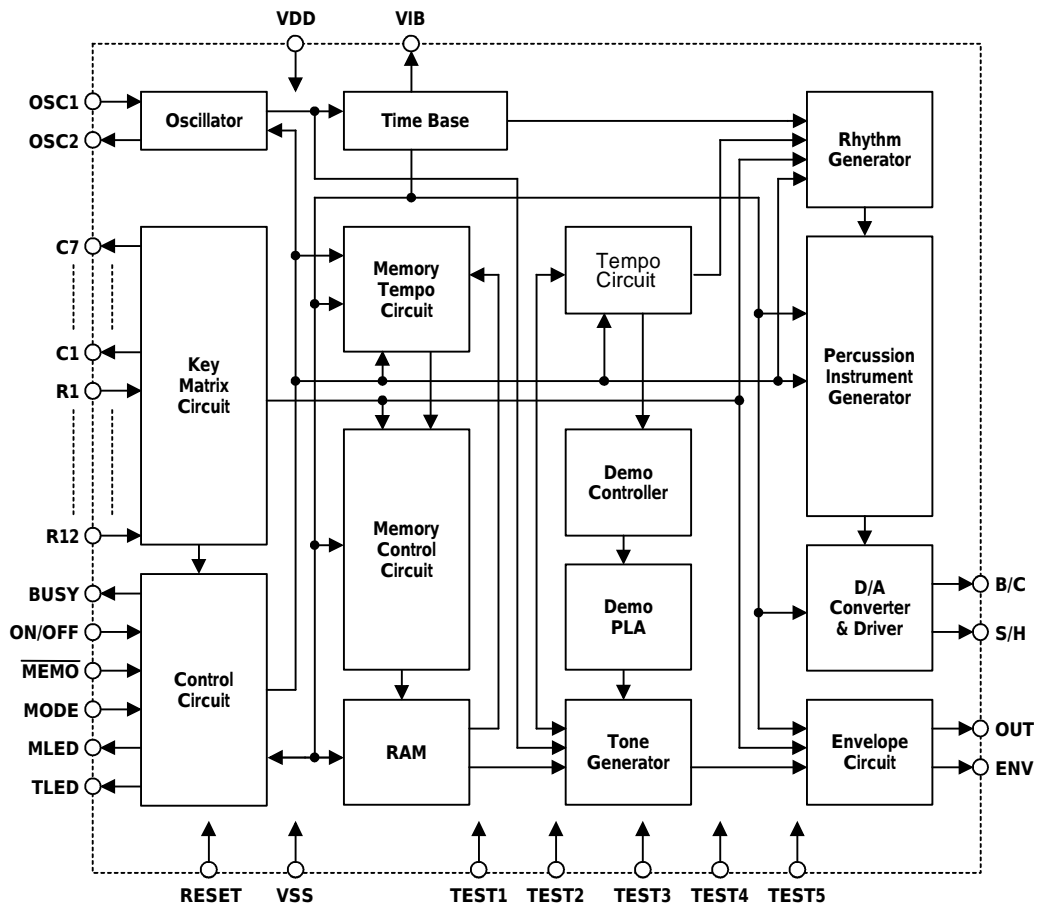 VDD
VIB
OSC1
OSC2
Oscillator
Time Base
Rhythm
Generator
C7
C1
R1
R12
Key
Matrix
Circuit
Memory
Tempo
Circuit
Tempo
Circuit
Percussion
Instrument
Generator
Memory
Control
Circuit
Demo
Controller
Demo
PLA
D/A
Converter
& Driver
B/C
S/H
BUSY
ON/OFF
MEMO
MODE
MLED
TLED
Control
Circuit
RAM
Tone
Generator
Envelope
Circuit
OUT
ENV
RESET
VSS
TEST1
TEST2
TEST3
TEST4
TEST5